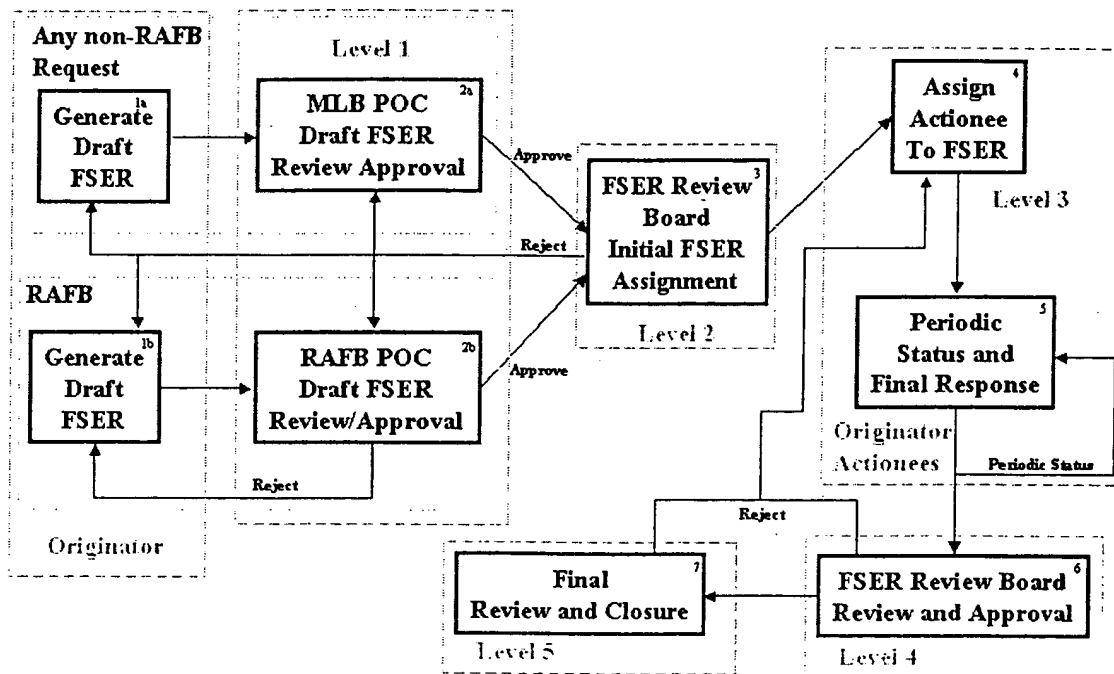 Any non-RAFB
Request
1a
Generate
Draft
FSER
Level 1
2a
MLB POC
Draft FSER
Review Approval
Approve
3
FSER Review
Board
Initial FSER
Assignment
Level 2
Reject
4
Assign
Actionee
To FSER
Level 3
RAFB
1b
Generate
Draft
FSER
2b
RAFB POC
Draft FSER
Review/Approval
Approve
Reject
Originator
5
Periodic
Status and
Final Response
Originator
Actionees
Periodic Status
Reject
7
Final
Review and Closure
Level 5
6
FSER Review Board
Review and Approval
Level 4